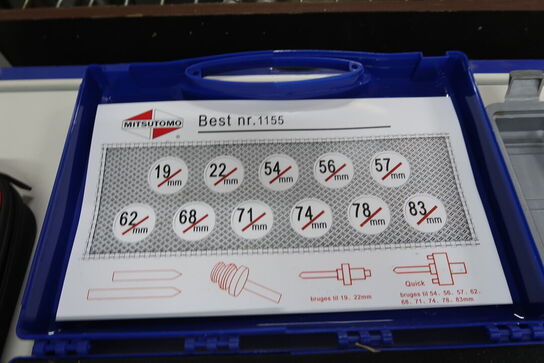 MITSUTOMO
Best nr. 1155
19 mm 22 mm 54 mm 56 mm 57 mm
62 mm 68 mm 71 mm 74 mm 78 mm 83 mm
bruges til 19、22mm
Quick
bruges til 54、56、57、62、
68、71、74、78、83mm